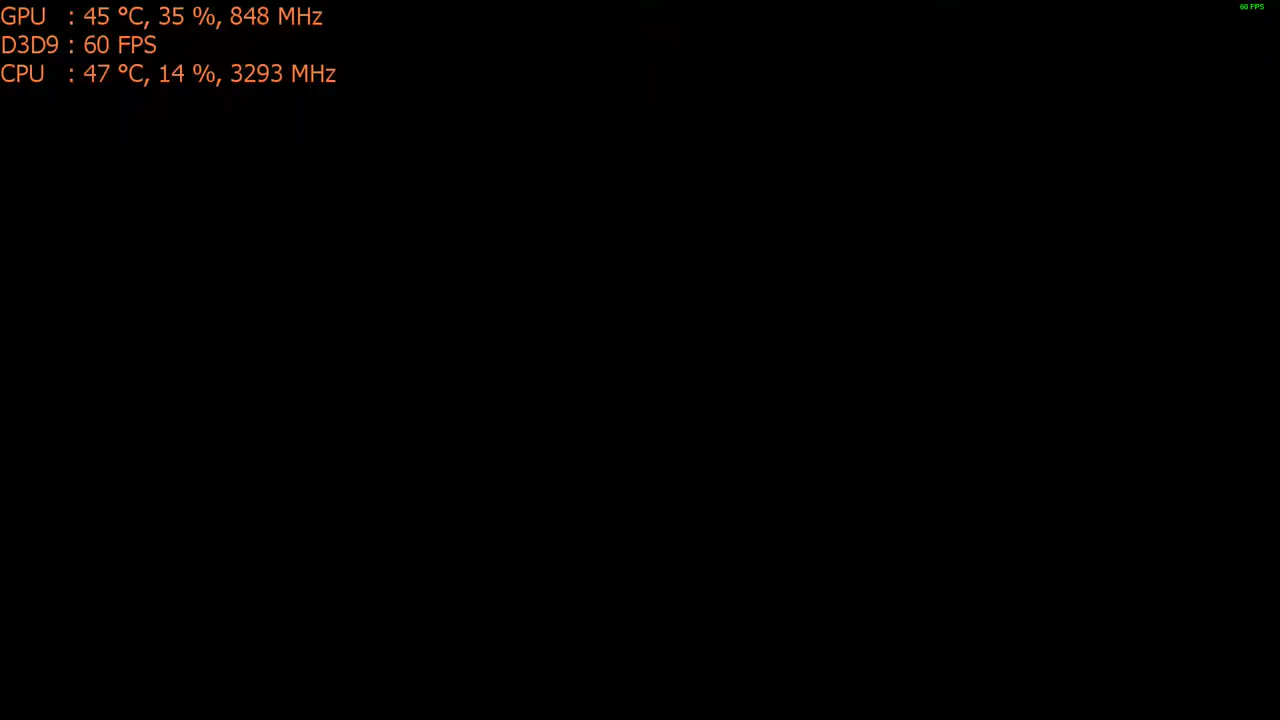 GPU : 45 °C, 35 %, 848 MHz
60 FPS
D3D9 : 60 FPS
CPU : 47 °C, 14 %, 3293 MHz